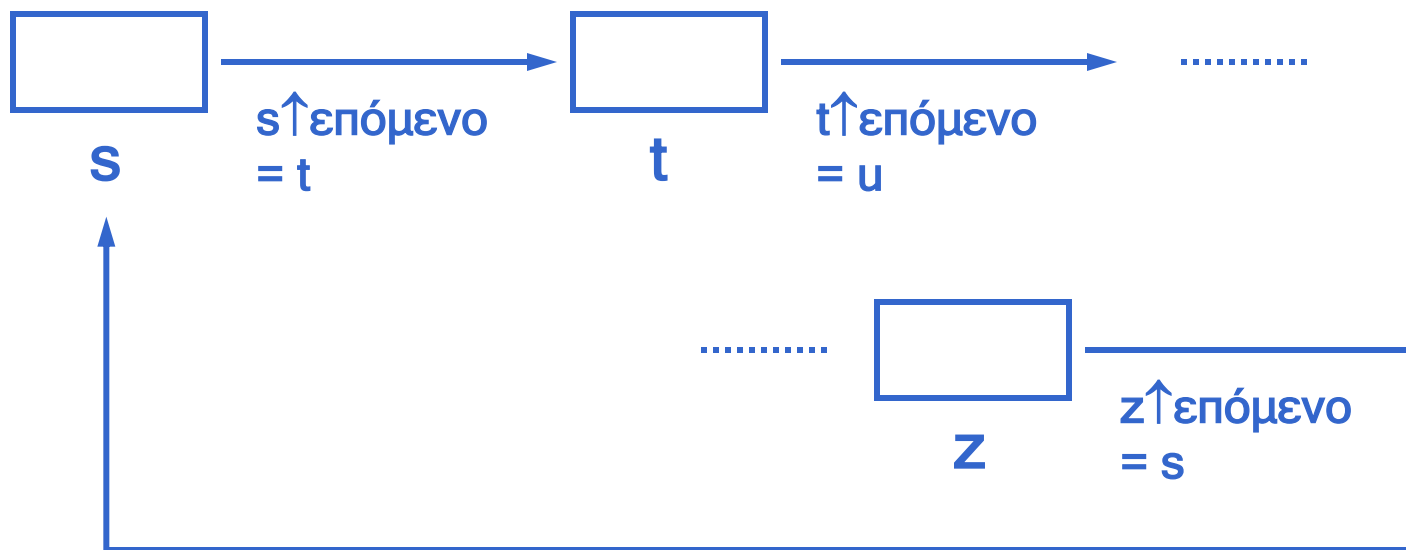 s↑επόμενο
= t
s
t↑επόμενο
= u
t
z↑επόμενο
= s
z